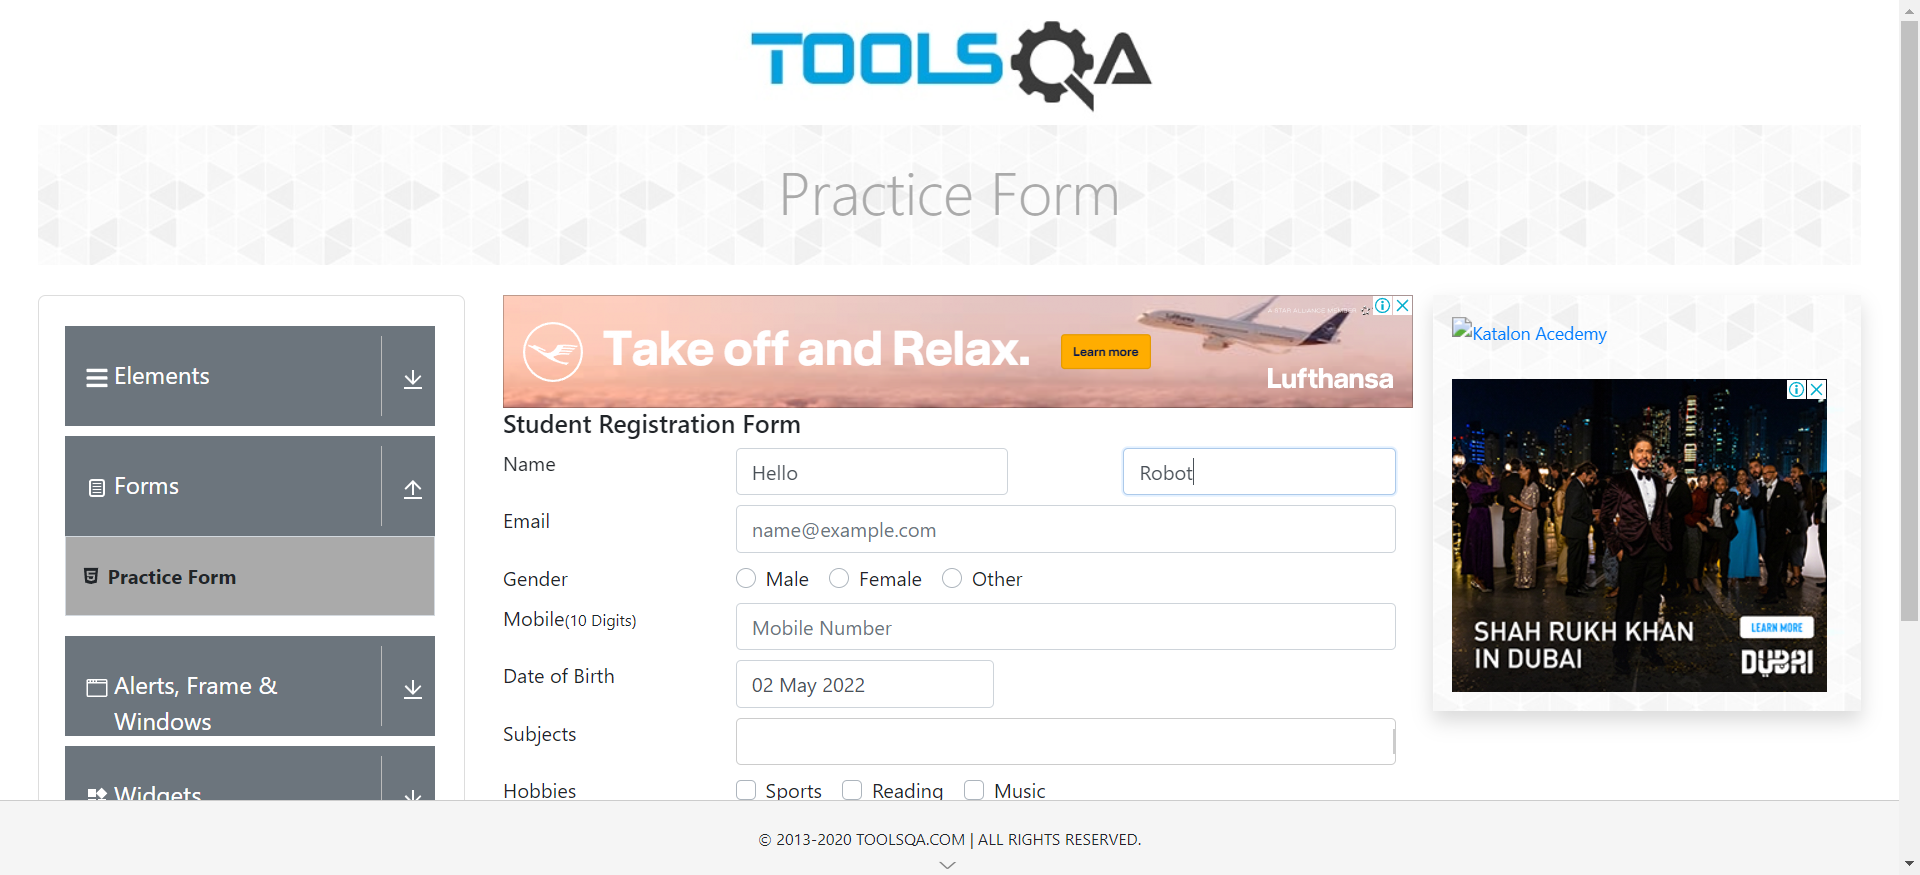 TOOLSQA
Practice Form
Elements
Forms
Practice Form
Alerts, Frame &
Windows
Widgets
A STAR ALLIANCE MEMBER
Take off and Relax.
Learn more
Lufthansa
Student Registration Form
Name
Hello
Robot
Email
name@example.com
Gender
Male
Female
Other
Mobile(10 Digits)
Mobile Number
Date of Birth
02 May 2022
Subjects
Hobbies
Sports
Reading
Music
Katalon Acedemy
SHAH RUKH KHAN
IN DUBAI
LEARN MORE
DUBAI
© 2013-2020 TOOLSQA.COM | ALL RIGHTS RESERVED.